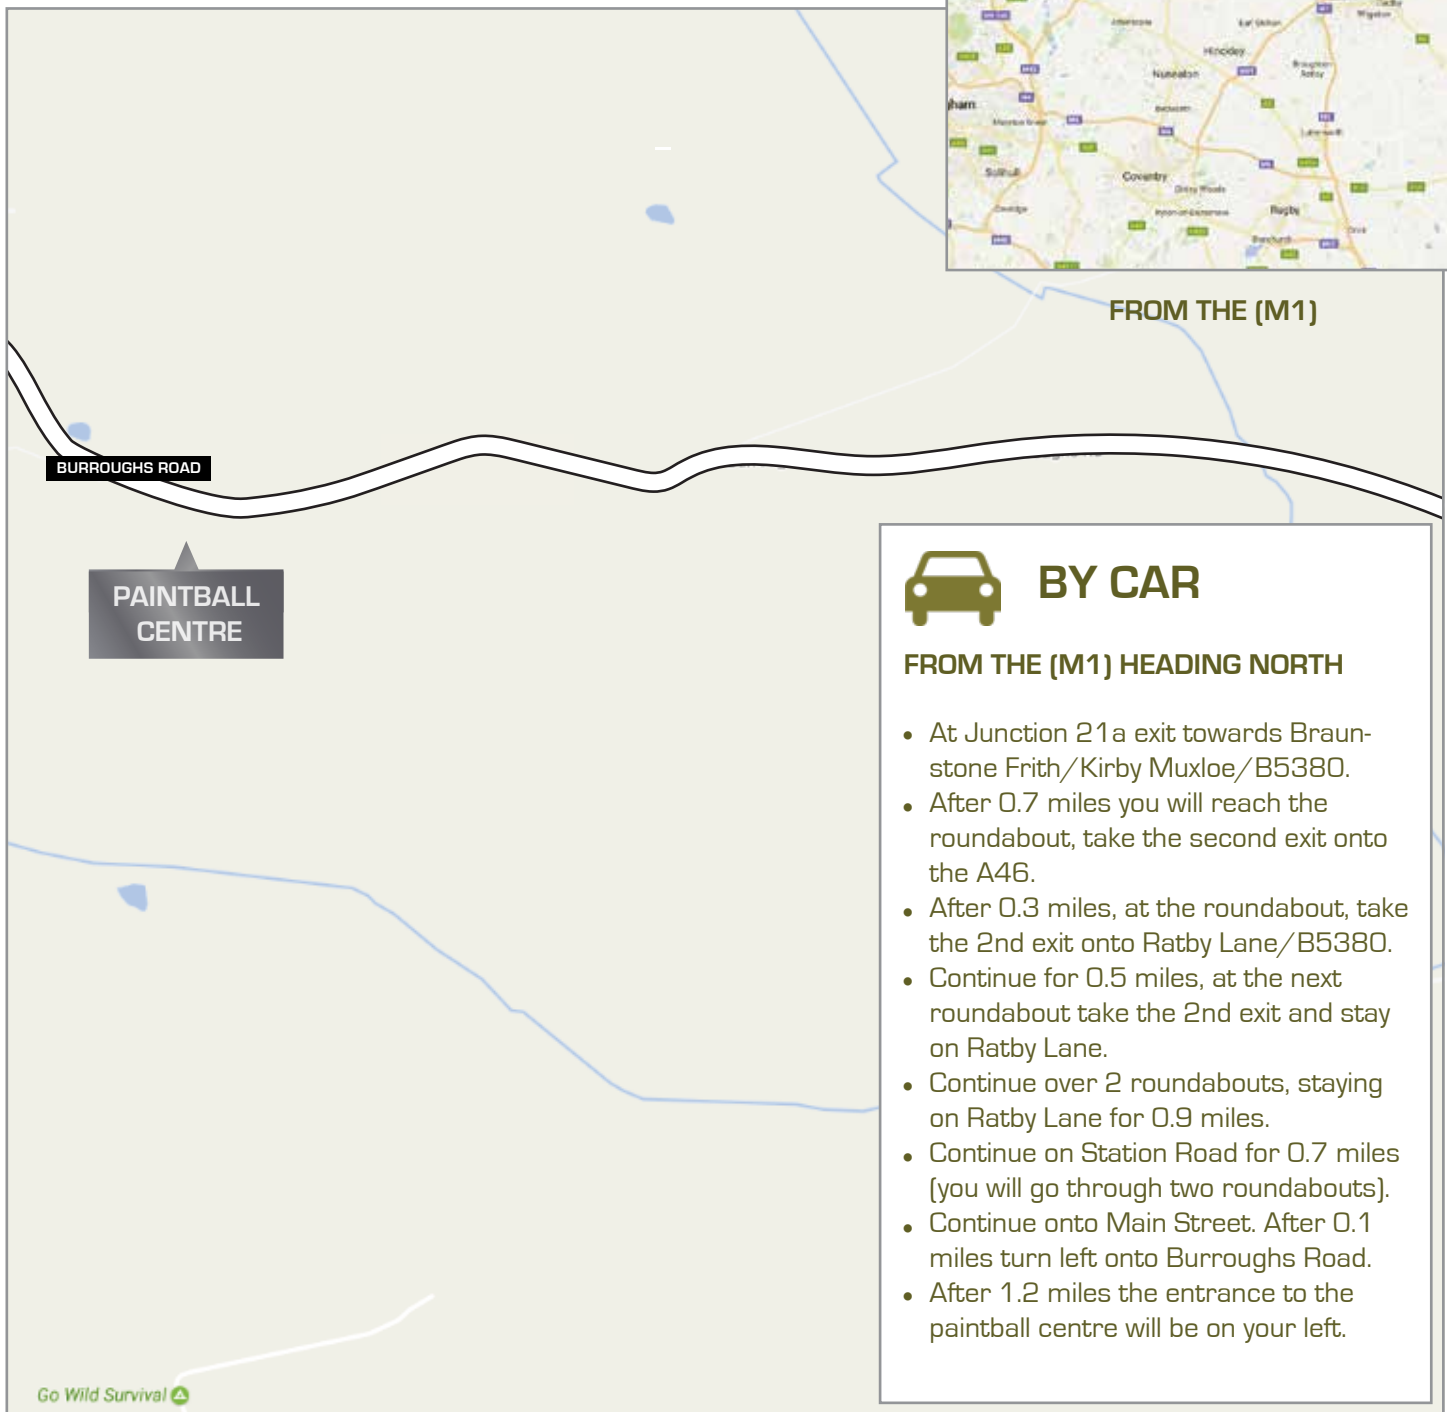 Hinckley
Nuneaton
Coventry
Solihull
Rugby
FROM THE (M1)
BURROUGHS ROAD
PAINTBALL
CENTRE
BY CAR
FROM THE (M1) HEADING NORTH
• At Junction 21a exit towards Braun-
stone Frith/Kirby Muxloe/B5380.
• After 0.7 miles you will reach the
roundabout, take the second exit onto
the A46.
• After 0.3 miles, at the roundabout, take
the 2nd exit onto Ratby Lane/B5380.
• Continue for 0.5 miles, at the next
roundabout take the 2nd exit and stay
on Ratby Lane.
• Continue over 2 roundabouts, staying
on Ratby Lane for 0.9 miles.
• Continue on Station Road for 0.7 miles
(you will go through two roundabouts).
• Continue onto Main Street. After 0.1
miles turn left onto Burroughs Road.
• After 1.2 miles the entrance to the
paintball centre will be on your left.
Go Wild Survival